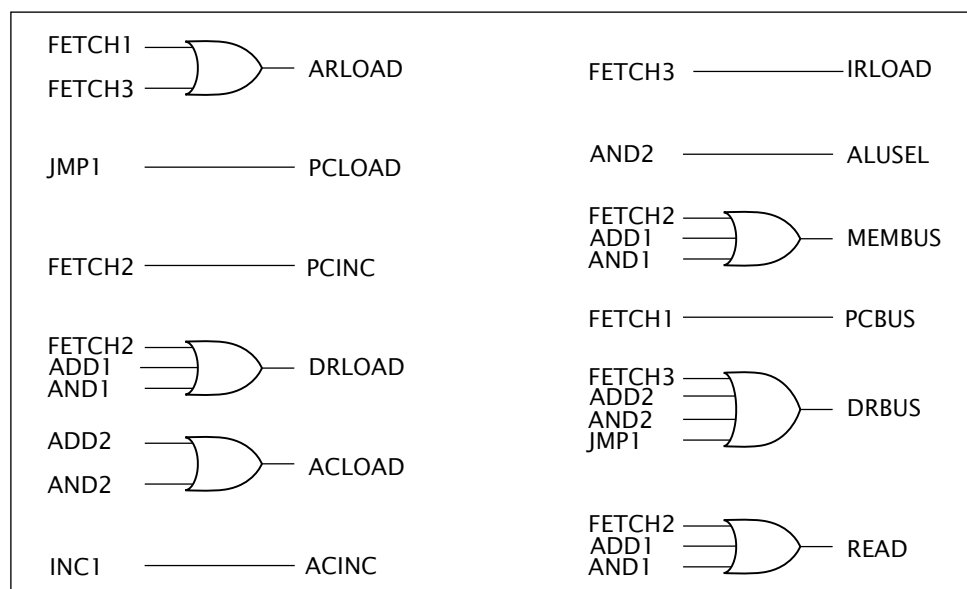 FETCH1
FETCH3
ARLOAD
JMP1
PCLOAD
FETCH2
PCINC
FETCH2
ADD1
AND1
DRLOAD
ADD2
AND2
ACLOAD
INC1
ACINC
FETCH3
IRLOAD
AND2
ALUSEL
FETCH2
ADD1
AND1
MEMBUS
FETCH1
PCBUS
FETCH3
ADD2
AND2
JMP1
DRBUS
FETCH2
ADD1
AND1
READ